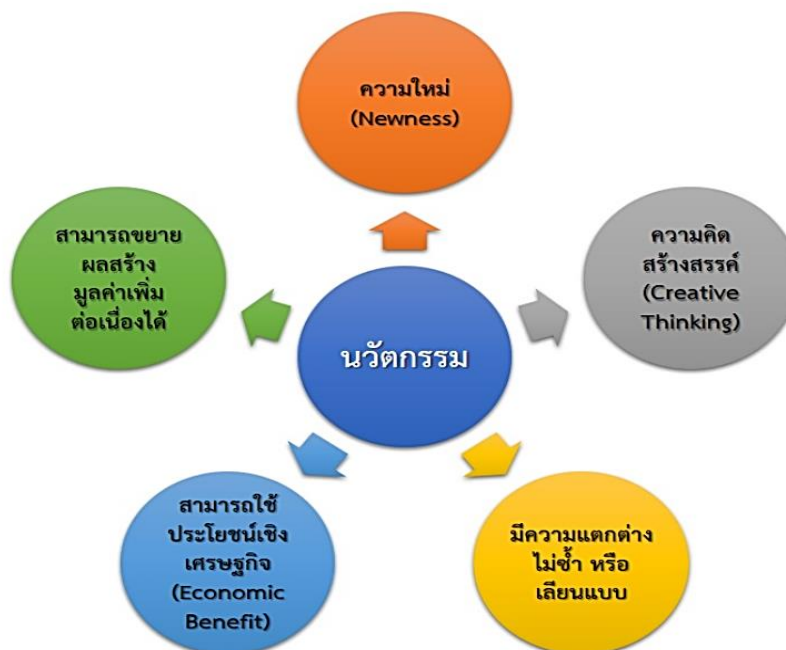 ความใหม่
(Newness)
ความคิด
สร้างสรรค์
(Creative
Thinking)
มีความแตกต่าง
ไม่ซ้ำ หรือ
เลียนแบบ
สามารถใช้
ประโยชน์เชิง
เศรษฐกิจ
(Economic
Benefit)
สามารถขยาย
ผลสร้าง
มูลค่าเพิ่ม
ต่อเนื่องได้
นวัตกรรม